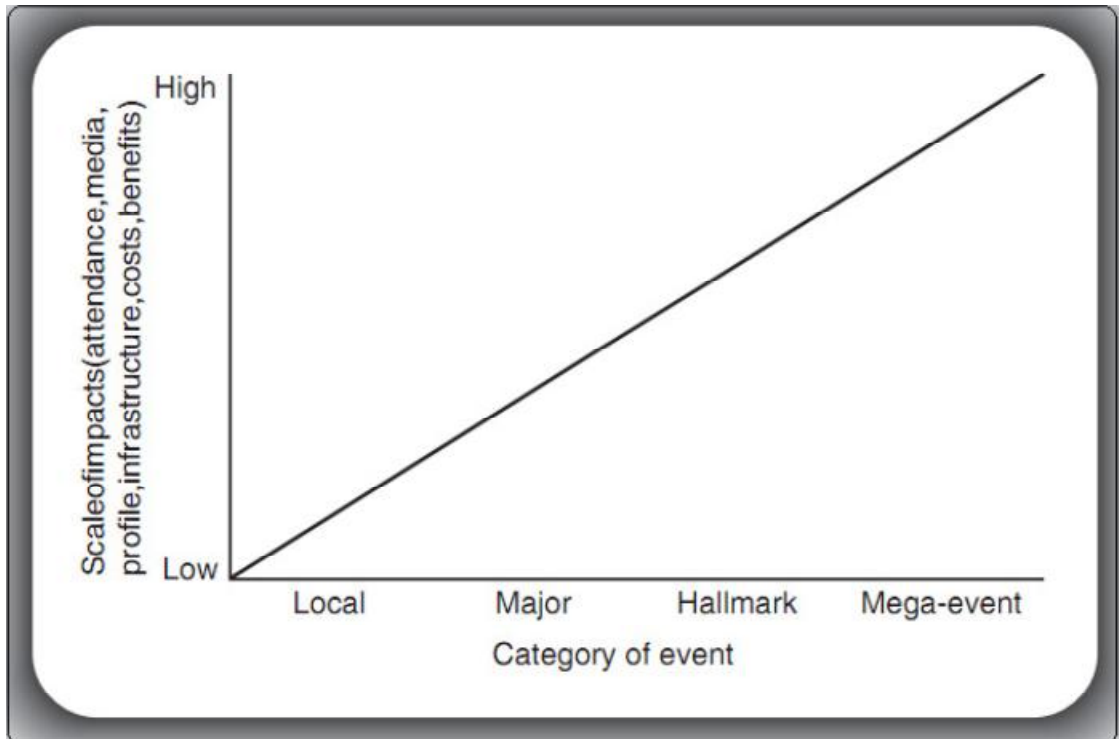 High
Scaleofimpacts(attendance,media,
profile,infrastructure,costs,benefits)
Low
Local Major Hallmark Mega-event
Category of event